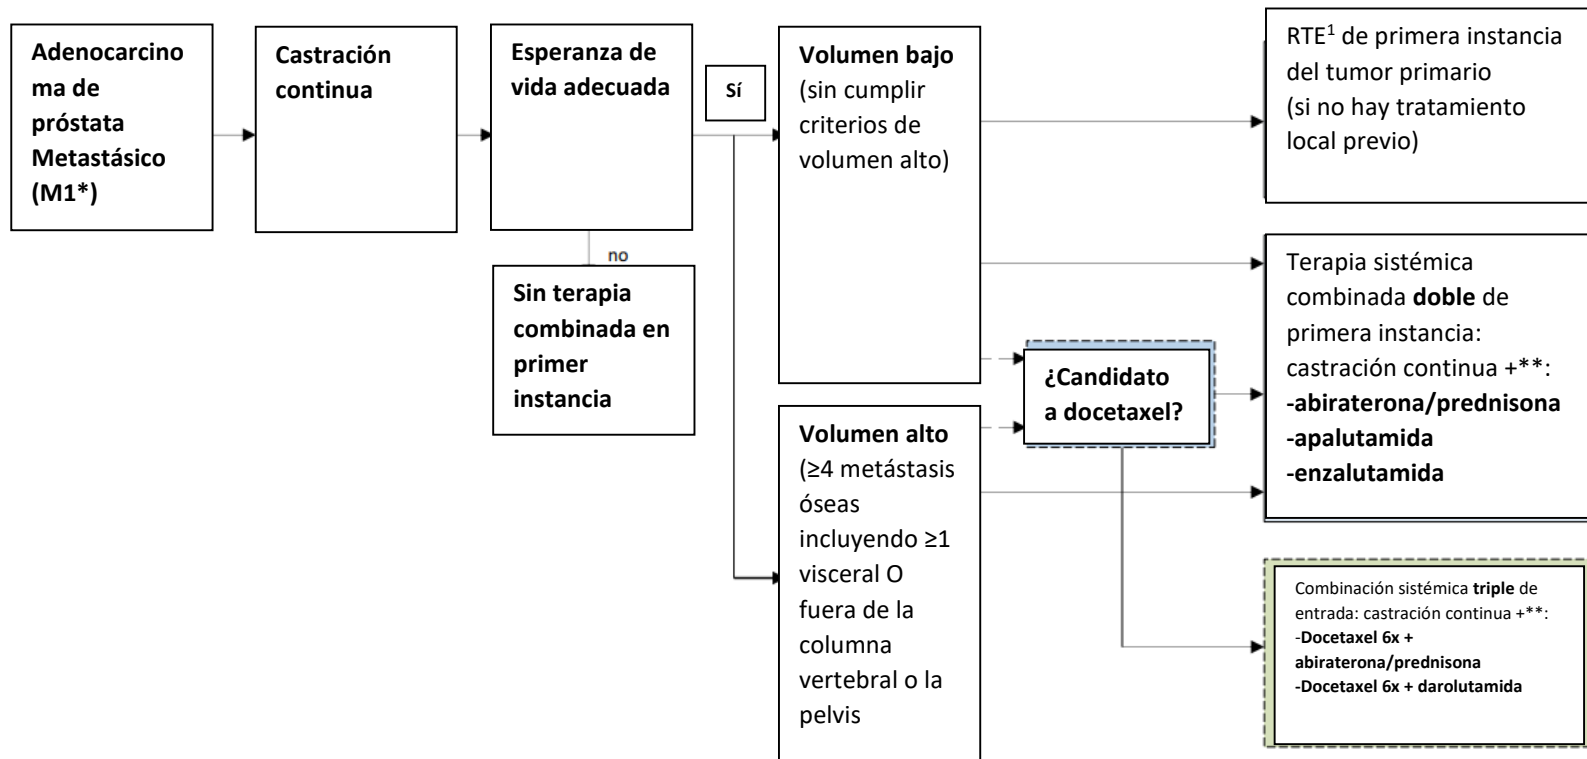 Adenocarcino
ma de
próstata
Metastásico
(M1*)
Castración
continua
Esperanza de
vida adecuada
Sí
no
Sin terapia
combinada en
primer
instancia
Volumen bajo
(sin cumplir
criterios de
volumen alto)
Volumen alto
(≥4 metástasis
óseas
incluyendo ≥1
visceral O
fuera de la
columna
vertebral o la
pelvis
¿Candidato
a docetaxel?
RTE¹ de primera instancia
del tumor primario
(si no hay tratamiento
local previo)
Terapia sistémica
combinada doble de
primera instancia:
castración continua +**:
-abiraterona/prednisona
-apalutamida
-enzalutamida
Combinación sistémica triple de
entrada: castración continua +**:
-Docetaxel 6x +
abiraterona/prednisona
-Docetaxel 6x + darolutamida